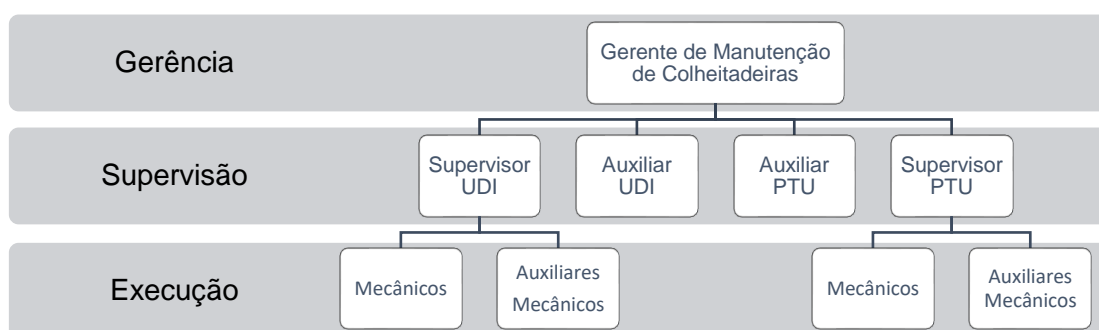 Gerência
Gerente de Manutenção
de Colheitadeiras
Supervisão
Supervisor
UDI
Auxiliar
UDI
Auxiliar
PTU
Supervisor
PTU
Execução
Mecânicos
Auxiliares
Mecânicos
Mecânicos
Auxiliares
Mecânicos